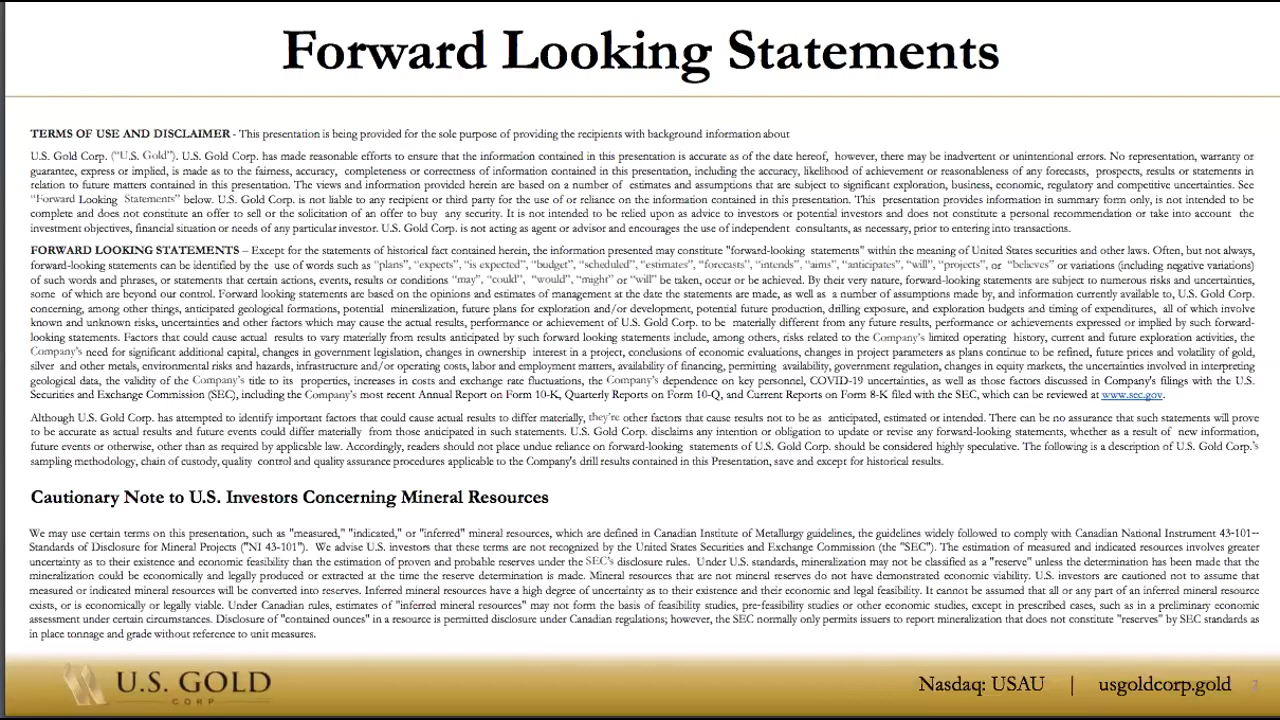 Forward Looking Statements
TERMS OF USE AND DISCLAIMER - This presentation is being provided for the sole purpose of providing the recipients with background information about
U.S. Gold Corp. (“U.S. Gold”). U.S. Gold Corp. has made reasonable efforts to ensure that the information contained in this presentation is accurate as of the date hereof, however, there may be inadvertent or unintentional errors. No representation, warranty or
guarantee, express or implied, is made as to the fairness, accuracy, completeness or correctness of information contained in this presentation, including the accuracy, likelihood of achievement or reasonableness of any forecasts, prospects, results or statements in
relation to future matters contained in this presentation. The views and information provided herein are based on a number of estimates and assumptions that are subject to significant exploration, business, economic, regulatory and competitive uncertainties. See
“Forward Looking Statements” below. U.S. Gold Corp. is not liable to any recipient or third party for the use of or reliance on the information contained in this presentation. This presentation provides information in summary form only, is not intended to be
complete and does not constitute an offer to sell or the solicitation of an offer to buy any security. It is not intended to be relied upon as advice to investors or potential investors and does not constitute a personal recommendation or take into account the
investment objectives, financial situation or needs of any particular investor. U.S. Gold Corp. is not acting as agent or advisor and encourages the use of independent consultants, as necessary, prior to entering into transactions.
FORWARD LOOKING STATEMENTS – Except for the statements of historical fact contained herein, the information presented may constitute "forward-looking statements" within the meaning of United States securities and other laws. Often, but not always,
forward-looking statements can be identified by the use of words such as “plans”, “expects”, “is expected”, “budget”, “scheduled”, “estimates”, “forecasts”, “intends”, “aims”, “anticipates”, “will”, “projects”, or “believes” or variations (including negative variations)
of such words and phrases, or statements that certain actions, events, results or conditions “may”, “could”, “would”, “might” or “will” be taken, occur or be achieved. By their very nature, forward-looking statements are subject to numerous risks and uncertainties,
some of which are beyond our control. Forward looking statements are based on the opinions and estimates of management at the date the statements are made, as well as a number of assumptions made by, and information currently available to, U.S. Gold Corp.
concerning, among other things, anticipated geological formations, potential mineralization, future plans for exploration and/or development, potential future production, drilling exposure, and exploration budgets and timing of expenditures, all of which involve
known and unknown risks, uncertainties and other factors which may cause the actual results, performance or achievement of U.S. Gold Corp. to be materially different from any future results, performance or achievements expressed or implied by such forward-
looking statements. Factors that could cause actual results to vary materially from results anticipated by such forward looking statements include, among others, risks related to the Company’s limited operating history, current and future exploration activities, the
Company’s need for significant additional capital, changes in government legislation, changes in ownership interest in a project, conclusions of economic evaluations, changes in project parameters as plans continue to be refined, future prices and volatility of gold,
silver and other metals, environmental risks and hazards, infrastructure and/or operating costs, labor and employment matters, availability of financing, permitting availability, government regulation, changes in equity markets, the uncertainties involved in interpreting
geological data, the validity of the Company’s title to its properties, increases in costs and exchange rate fluctuations, the Company’s dependence on key personnel, COVID-19 uncertainties, as well as those factors discussed in Company's filings with the U.S.
Securities and Exchange Commission (SEC), including the Company’s most recent Annual Report on Form 10-K, Quarterly Reports on Form 10-Q, and Current Reports on Form 8-K filed with the SEC, which can be reviewed at www.sec.gov.
Although U.S. Gold Corp. has attempted to identify important factors that could cause actual results to differ materially, they’re other factors that cause results not to be as anticipated, estimated or intended. There can be no assurance that such statements will prove
to be accurate as actual results and future events could differ materially from those anticipated in such statements. U.S. Gold Corp. disclaims any intention or obligation to update or revise any forward-looking statements, whether as a result of new information,
future events or otherwise, other than as required by applicable law. Accordingly, readers should not place undue reliance on forward-looking statements of U.S. Gold Corp. should be considered highly speculative. The following is a description of U.S. Gold Corp.’s
sampling methodology, chain of custody, quality control and quality assurance procedures applicable to the Company's drill results contained in this Presentation, save and except for historical results.
Cautionary Note to U.S. Investors Concerning Mineral Resources
We may use certain terms on this presentation, such as "measured," "indicated," or "inferred" mineral resources, which are defined in Canadian Institute of Metallurgy guidelines, the guidelines widely followed to comply with Canadian National Instrument 43-101--
Standards of Disclosure for Mineral Projects ("NI 43-101"). We advise U.S. investors that these terms are not recognized by the United States Securities and Exchange Commission (the "SEC"). The estimation of measured and indicated resources involves greater
uncertainty as to their existence and economic feasibility than the estimation of proven and probable reserves under the SEC’s disclosure rules. Under U.S. standards, mineralization may not be classified as a "reserve" unless the determination has been made that the
mineralization could be economically and legally produced or extracted at the time the reserve determination is made. Mineral resources that are not mineral reserves do not have demonstrated economic viability. U.S. investors are cautioned not to assume that
measured or indicated mineral resources will be converted into reserves. Inferred mineral resources have a high degree of uncertainty as to their existence and their economic and legal feasibility. It cannot be assumed that all or any part of an inferred mineral resource
exists, or is economically or legally viable. Under Canadian rules, estimates of "inferred mineral resources" may not form the basis of feasibility studies, pre-feasibility studies or other economic studies, except in prescribed cases, such as in a preliminary economic
assessment under certain circumstances. Disclosure of "contained ounces" in a resource is permitted disclosure under Canadian regulations; however, the SEC normally only permits issuers to report mineralization that does not constitute "reserves" by SEC standards as
in place tonnage and grade without reference to unit measures.
U.S. GOLD
CORP
Nasdaq: USAU | usgoldcorp.gold 2